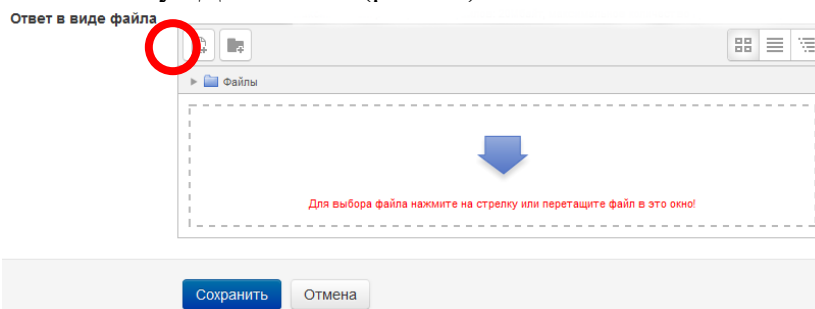 Ответ в виде файла
Файлы
Для выбора файла нажмите на стрелку или перетащите файл в это окно!
Сохранить Отмена